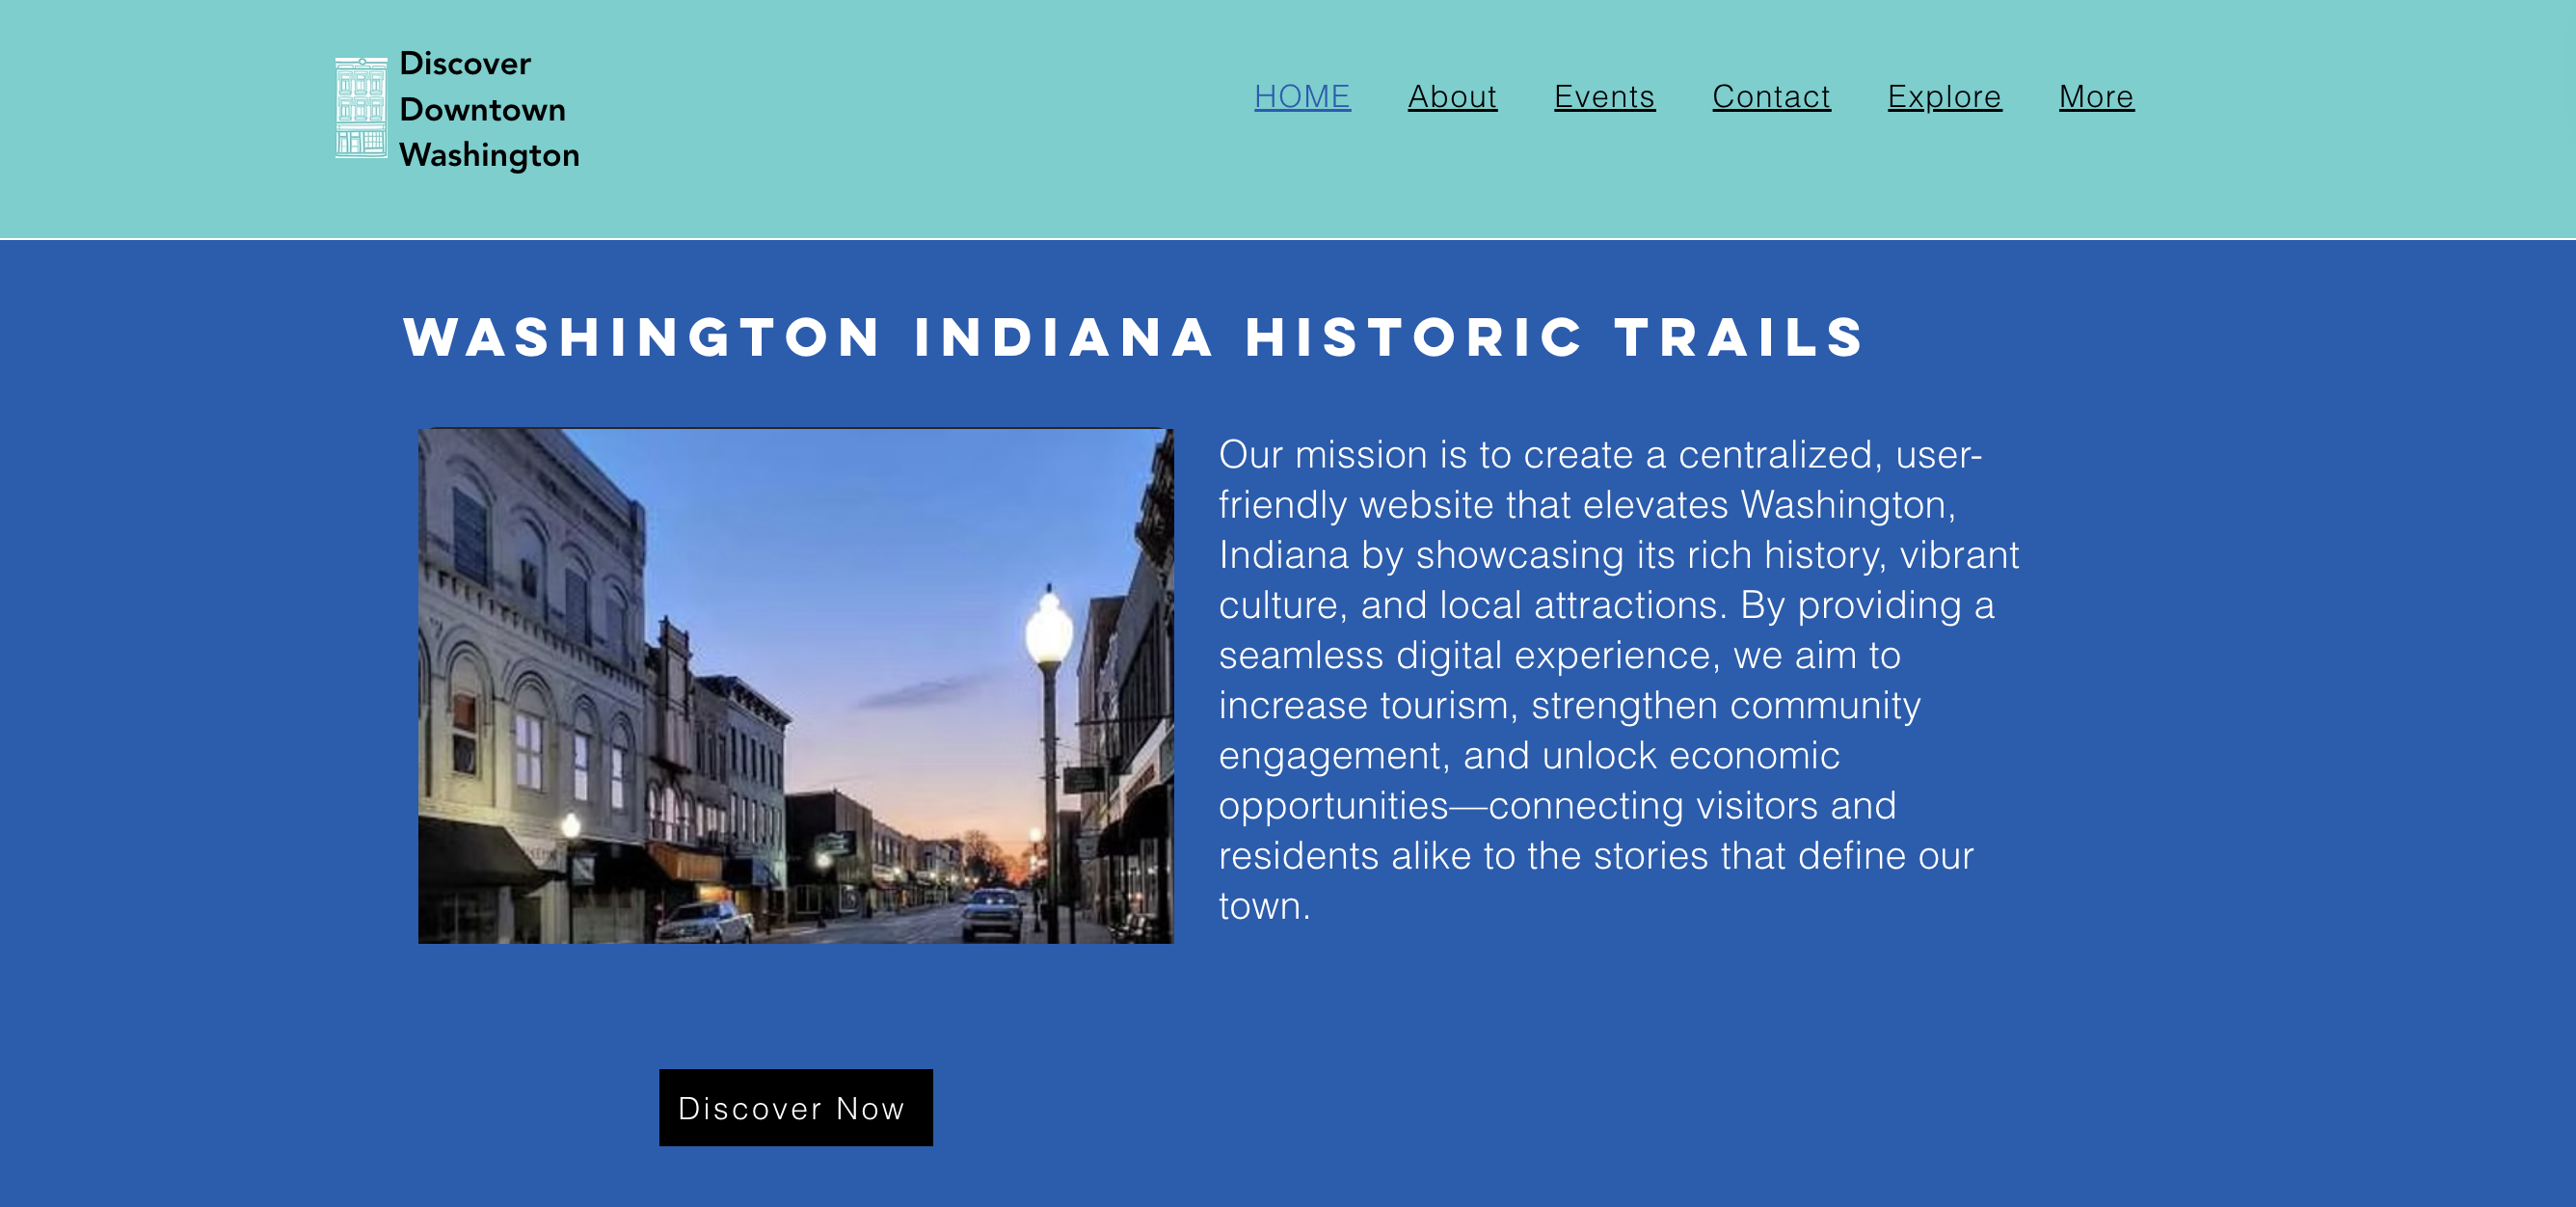 Discover
Downtown
Washington
HOME About Events Contact Explore More
WASHINGTON INDIANA HISTORIC TRAILS
Our mission is to create a centralized, user-
friendly website that elevates Washington,
Indiana by showcasing its rich history, vibrant
culture, and local attractions. By providing a
seamless digital experience, we aim to
increase tourism, strengthen community
engagement, and unlock economic
opportunities—connecting visitors and
residents alike to the stories that define our
town.
Discover Now